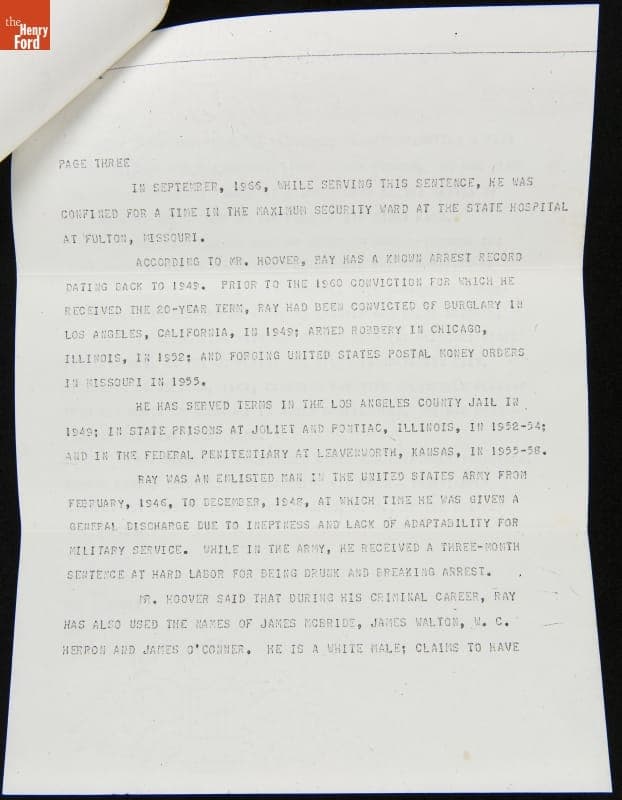 the
Henry
Ford
PAGE THREE
IN SEPTEMBER, 1966, WHILE SERVING THIS SENTENCE, HE WAS
CONFINED FOR A TIME IN THE MAXIMUM SECURITY WARD AT THE STATE HOSPITAL
AT FULTON, MISSOURI.
ACCORDING TO MR. HOOVER, RAY HAS A KNOWN ARREST RECORD
DATING BACK TO 1949. PRIOR TO THE 1960 CONVICTION FOR WHICH HE
RECEIVED THE 20-YEAR TERM, RAY HAD BEEN CONVICTED OF BURGLARY IN
LOS ANGELES, CALIFORNIA, IN 1949; ARMED ROBBERY IN CHICAGO,
ILLINOIS, IN 1952; AND FORGING UNITED STATES POSTAL MONEY ORDERS
IN MISSOURI IN 1955.
HE HAS SERVED TERMS IN THE LOS ANGELES COUNTY JAIL IN
1949; IN STATE PRISONS AT JOLIET AND PONTIAC, ILLINOIS, IN 1952-54;
AND IN THE FEDERAL PENITENTIARY AT LEAVENWORTH, KANSAS, IN 1955-58.
RAY WAS AN ENLISTED MAN IN THE UNITED STATES ARMY FROM
FEBRUARY, 1946, TO DECEMBER, 1948, AT WHICH TIME HE WAS GIVEN A
GENERAL DISCHARGE DUE TO INEPTNESS AND LACK OF ADAPTABILITY FOR
MILITARY SERVICE. WHILE IN THE ARMY, HE RECEIVED A THREE-MONTH
SENTENCE AT HARD LABOR FOR BEING DRUNK AND BREAKING ARREST.
MR. HOOVER SAID THAT DURING HIS CRIMINAL CAREER, RAY
HAS ALSO USED THE NAMES OF JAMES MCBRIDE, JAMES WALTON, W. C.
HERRON AND JAMES O'CONNER. HE IS A WHITE MALE; CLAIMS TO HAVE